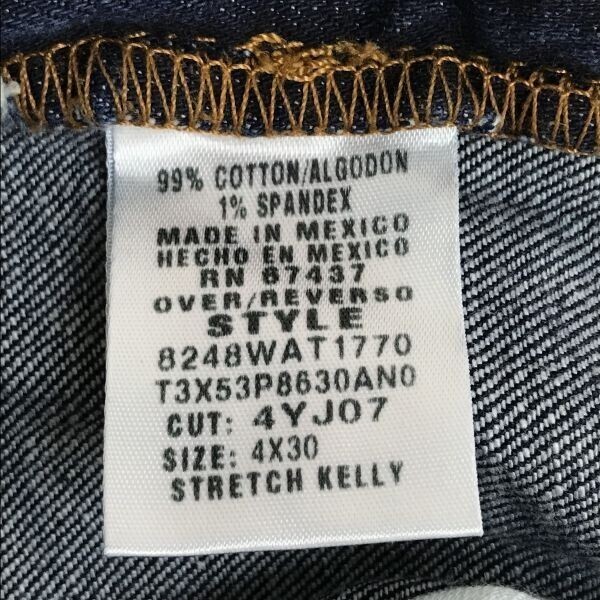 99% COTTON/ALGODON
1% SPANDEX
MADE IN MEXICO
HECHO EN MEXICO
RN 67437
OVER/REVERSO
STYLE
8248WAT1770
T3X53P8630AN0
CUT: 4YJ07
SIZE: 4X30
STRETCH KELLY